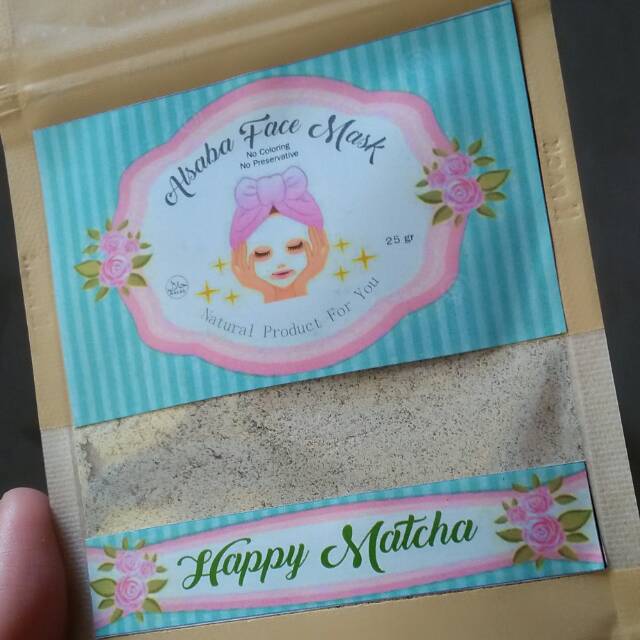 Alsaba Face Mask
No Coloring
No Preservative
25 gr
Natural Product For You
Happy Matcha